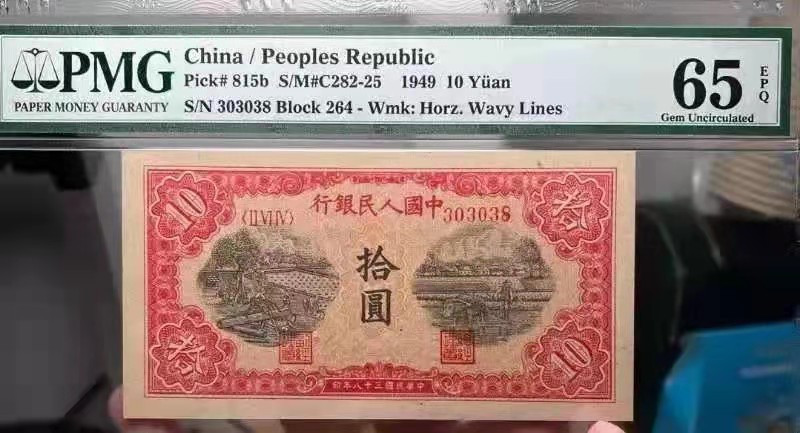 PMG
PAPER MONEY GUARANTY
China / Peoples Republic
Pick# 815b S/M#C282-25 1949 10 Yüan
S/N 303038 Block 264 - Wmk: Horz. Wavy Lines
65 EPQ
Gem Uncirculated
中國人民銀行
〈II VI IV〉 303038
10
拾
拾圓
拾
10
中華民國三十八年印